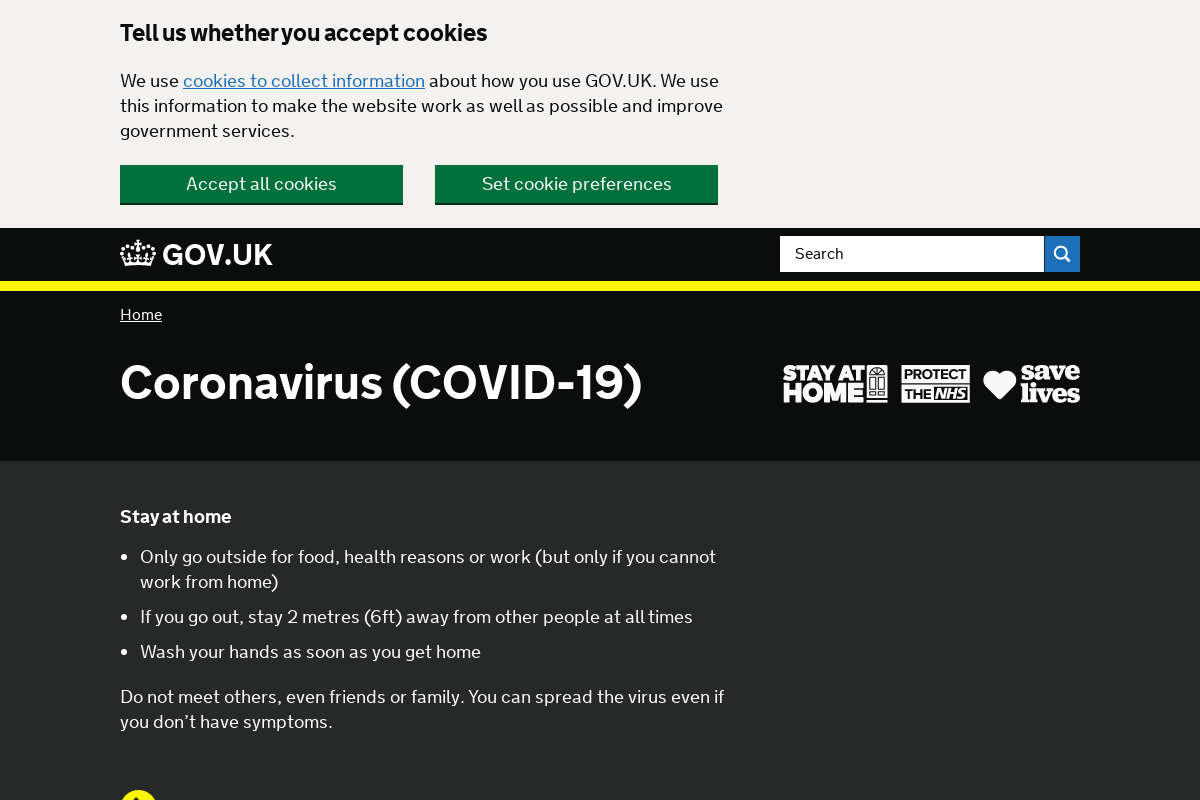 Tell us whether you accept cookies
We use cookies to collect information about how you use GOV.UK. We use
this information to make the website work as well as possible and improve
government services.
Accept all cookies
Set cookie preferences
GOV.UK
Search
Home
Coronavirus (COVID-19)
STAY AT
HOME
PROTECT
THE NHS
save
lives
Stay at home
Only go outside for food, health reasons or work (but only if you cannot
work from home)
If you go out, stay 2 metres (6ft) away from other people at all times
Wash your hands as soon as you get home
Do not meet others, even friends or family. You can spread the virus even if
you don’t have symptoms.